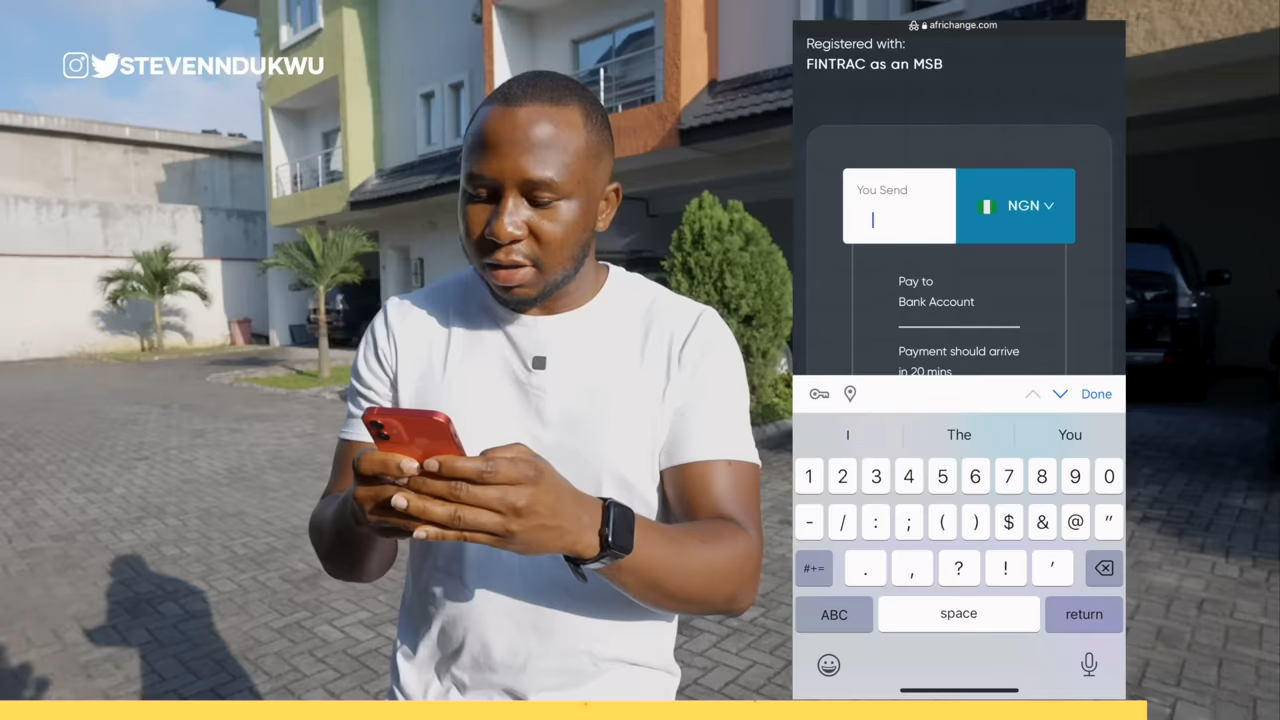 STEVENNDUKWU
africhange.com
Registered with:
FINTRAC as an MSB
You Send
NGN
Pay to
Bank Account
Payment should arrive
in 20 mins
Done
I The You
1 2 3 4 5 6 7 8 9 0
- / : ; ( ) $ & @ "
#+= . , ? ! '
ABC space return